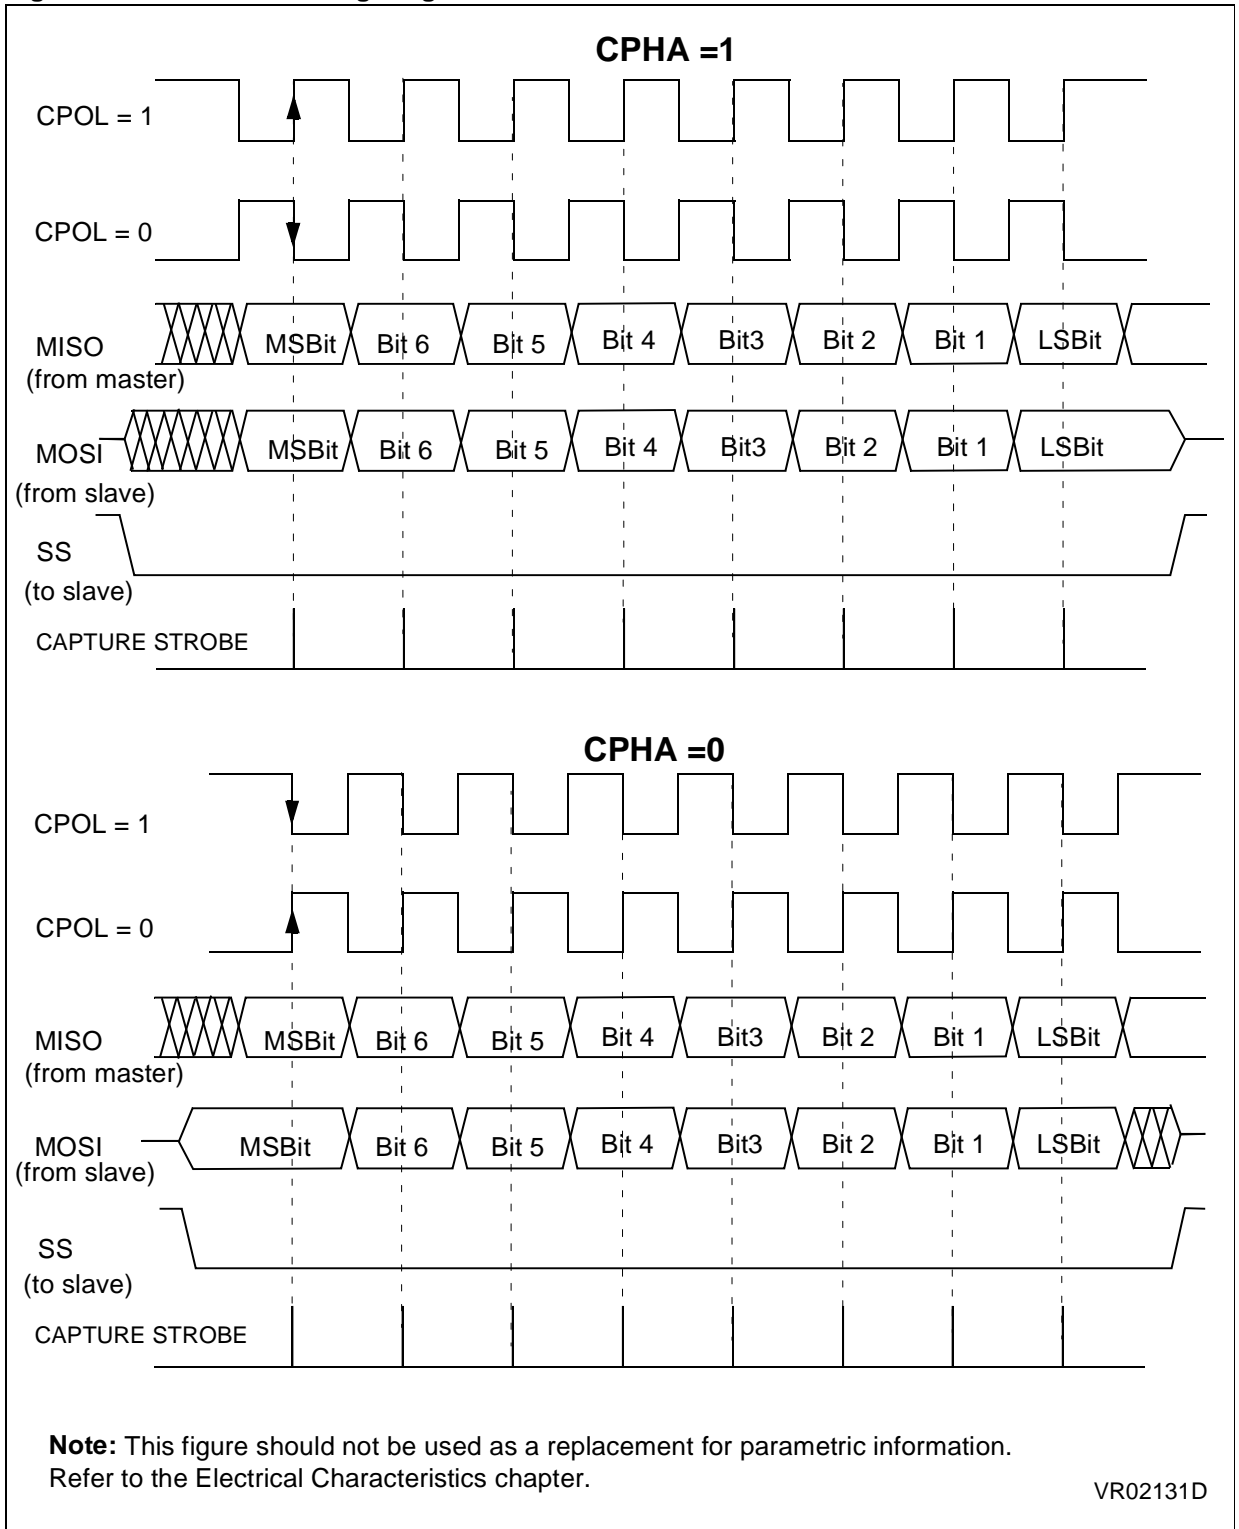 CPHA =1
CPOL = 1
CPOL = 0
MISO
(from master)
MSBit Bit 6 Bit 5 Bit 4 Bit3 Bit 2 Bit 1 LSBit
MOSI
(from slave)
MSBit Bit 6 Bit 5 Bit 4 Bit3 Bit 2 Bit 1 LSBit
SS
(to slave)
CAPTURE STROBE
CPHA =0
CPOL = 1
CPOL = 0
MISO
(from master)
MSBit Bit 6 Bit 5 Bit 4 Bit3 Bit 2 Bit 1 LSBit
MOSI
(from slave)
MSBit Bit 6 Bit 5 Bit 4 Bit3 Bit 2 Bit 1 LSBit
SS
(to slave)
CAPTURE STROBE
Note: This figure should not be used as a replacement for parametric information.
Refer to the Electrical Characteristics chapter.
VR02131D